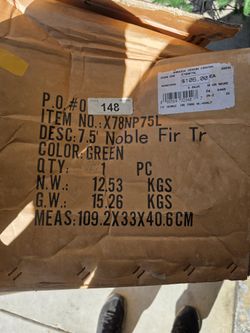 P.O.#0
148
ITEM NO.:X78NP75L
DESC:7.5' Noble Fir Tr
COLOR:GREEN
QTY: 1 PC
N.W.: 12.53 KGS
G.W.: 15.26 KGS
MEAS:109.2X33X40.6CM